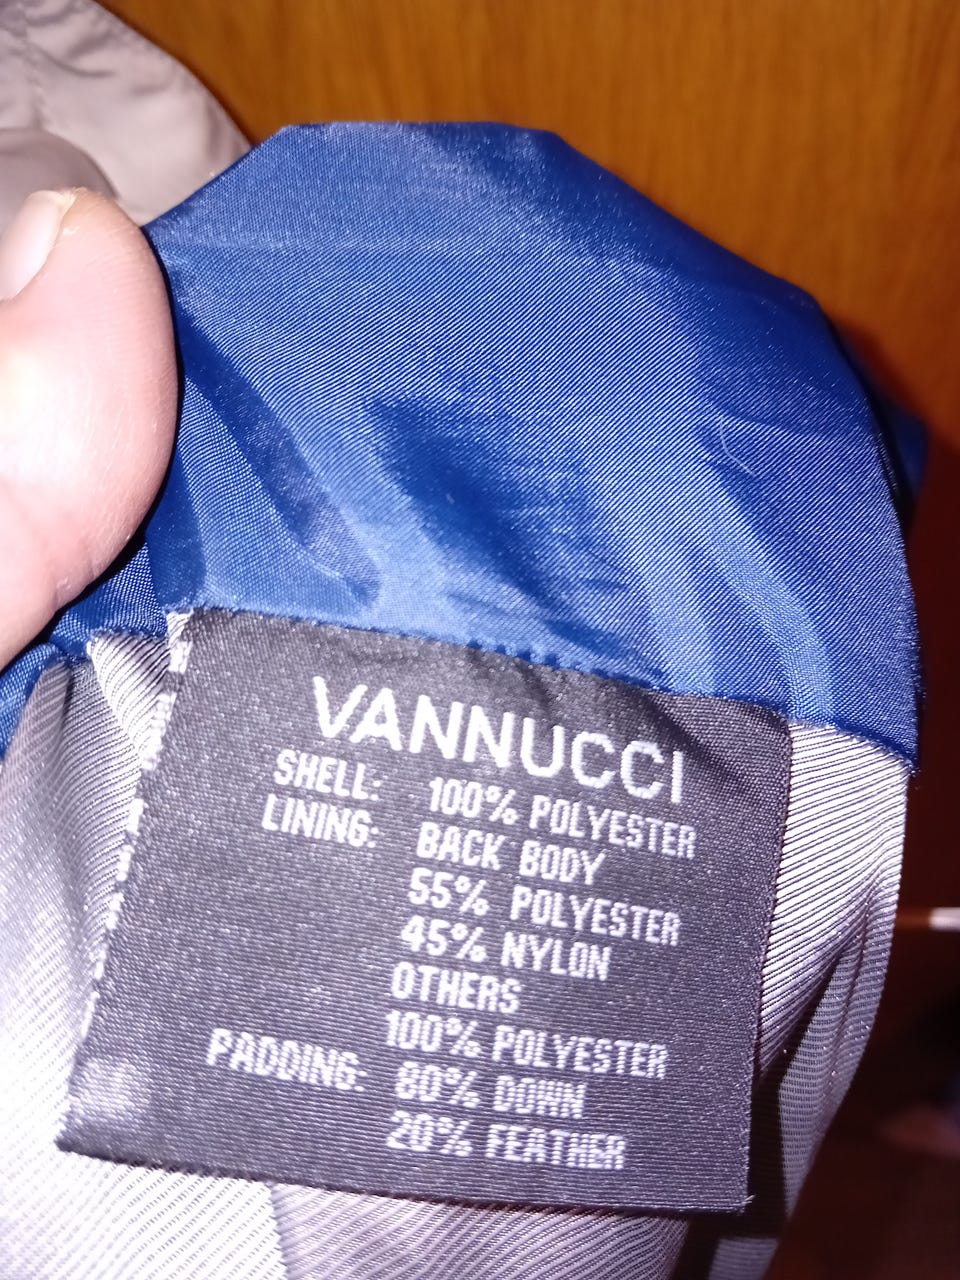 VANNUCCI
SHELL: 100% POLYESTER
LINING: BACK BODY
55% POLYESTER
45% NYLON
OTHERS
100% POLYESTER
PADDING: 80% DOWN
20% FEATHER